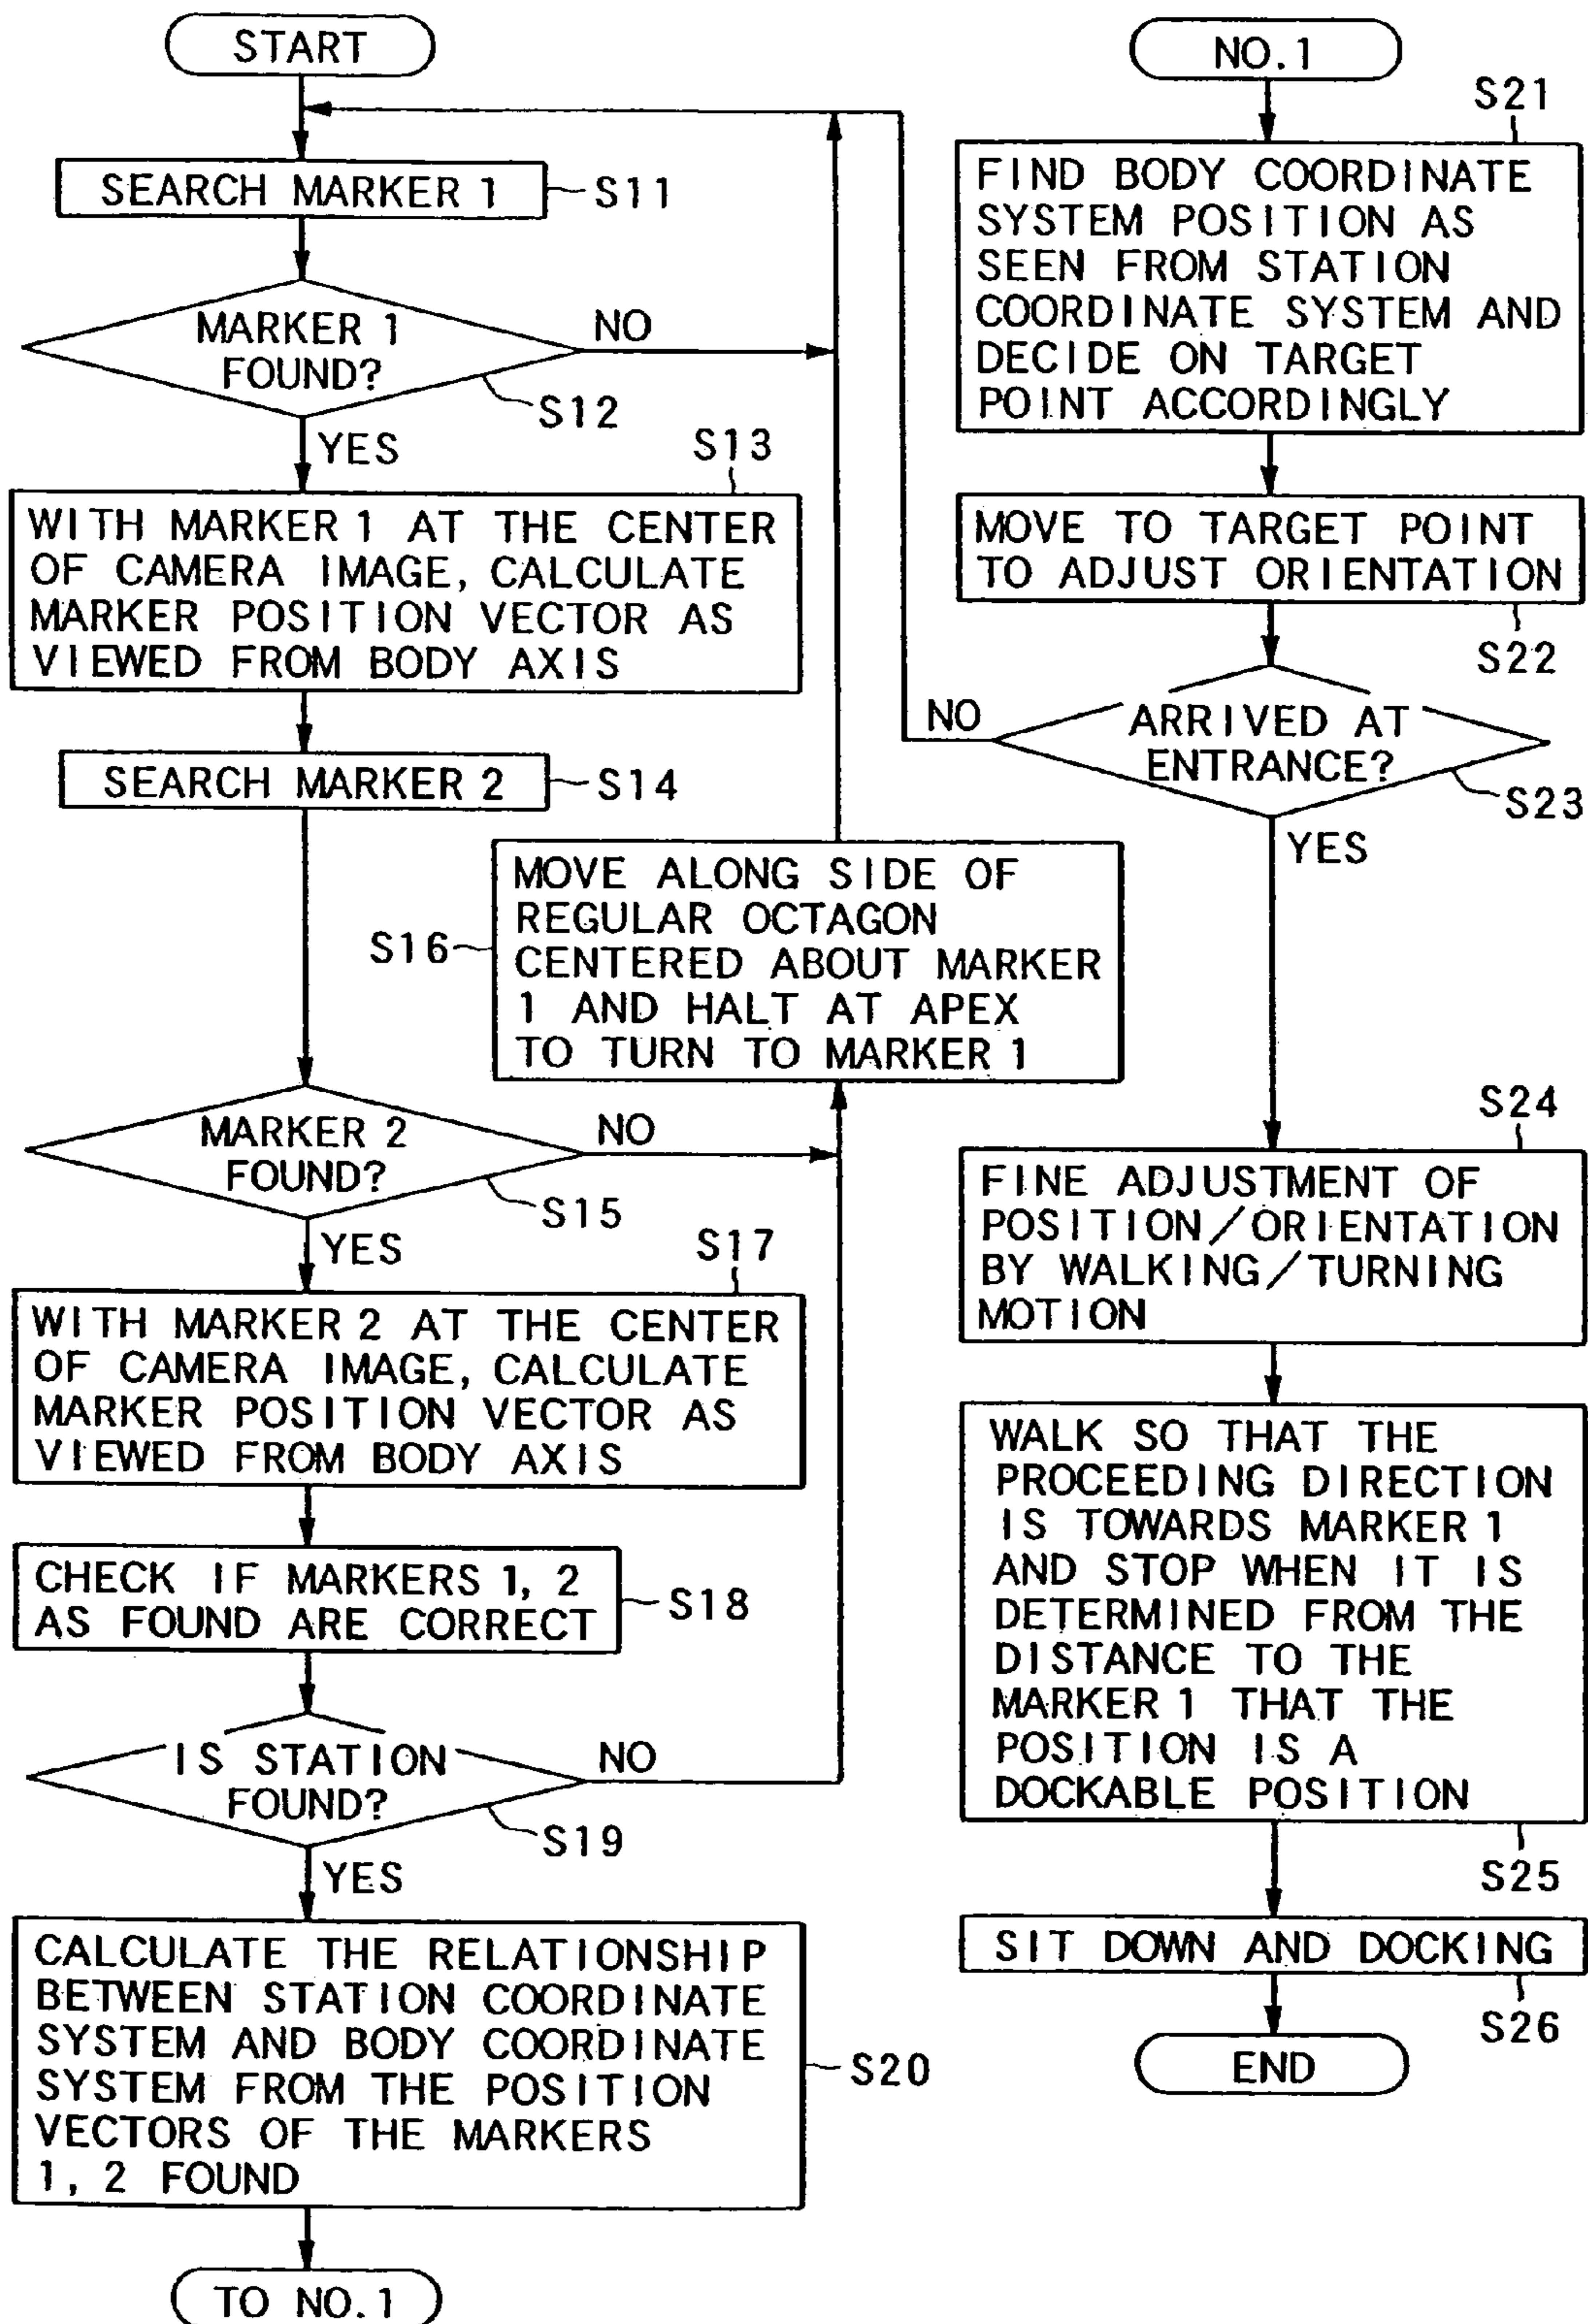 START
SEARCH MARKER 1
S11
MARKER 1
FOUND?
NO
S12
YES
S13
WITH MARKER 1 AT THE CENTER
OF CAMERA IMAGE, CALCULATE
MARKER POSITION VECTOR AS
VIEWED FROM BODY AXIS
SEARCH MARKER 2
S14
MARKER 2
FOUND?
NO
S15
YES
S16
MOVE ALONG SIDE OF
REGULAR OCTAGON
CENTERED ABOUT MARKER
1 AND HALT AT APEX
TO TURN TO MARKER 1
S17
WITH MARKER 2 AT THE CENTER
OF CAMERA IMAGE, CALCULATE
MARKER POSITION VECTOR AS
VIEWED FROM BODY AXIS
CHECK IF MARKERS 1, 2
AS FOUND ARE CORRECT
S18
IS STATION
FOUND?
NO
S19
YES
CALCULATE THE RELATIONSHIP
BETWEEN STATION COORDINATE
SYSTEM AND BODY COORDINATE
SYSTEM FROM THE POSITION
VECTORS OF THE MARKERS
1, 2 FOUND
S20
TO NO.1
NO.1
S21
FIND BODY COORDINATE
SYSTEM POSITION AS
SEEN FROM STATION
COORDINATE SYSTEM AND
DECIDE ON TARGET
POINT ACCORDINGLY
MOVE TO TARGET POINT
TO ADJUST ORIENTATION
S22
ARRIVED AT
ENTRANCE?
NO
S23
YES
S24
FINE ADJUSTMENT OF
POSITION/ORIENTATION
BY WALKING/TURNING
MOTION
WALK SO THAT THE
PROCEEDING DIRECTION
IS TOWARDS MARKER 1
AND STOP WHEN IT IS
DETERMINED FROM THE
DISTANCE TO THE
MARKER 1 THAT THE
POSITION IS A
DOCKABLE POSITION
S25
SIT DOWN AND DOCKING
S26
END